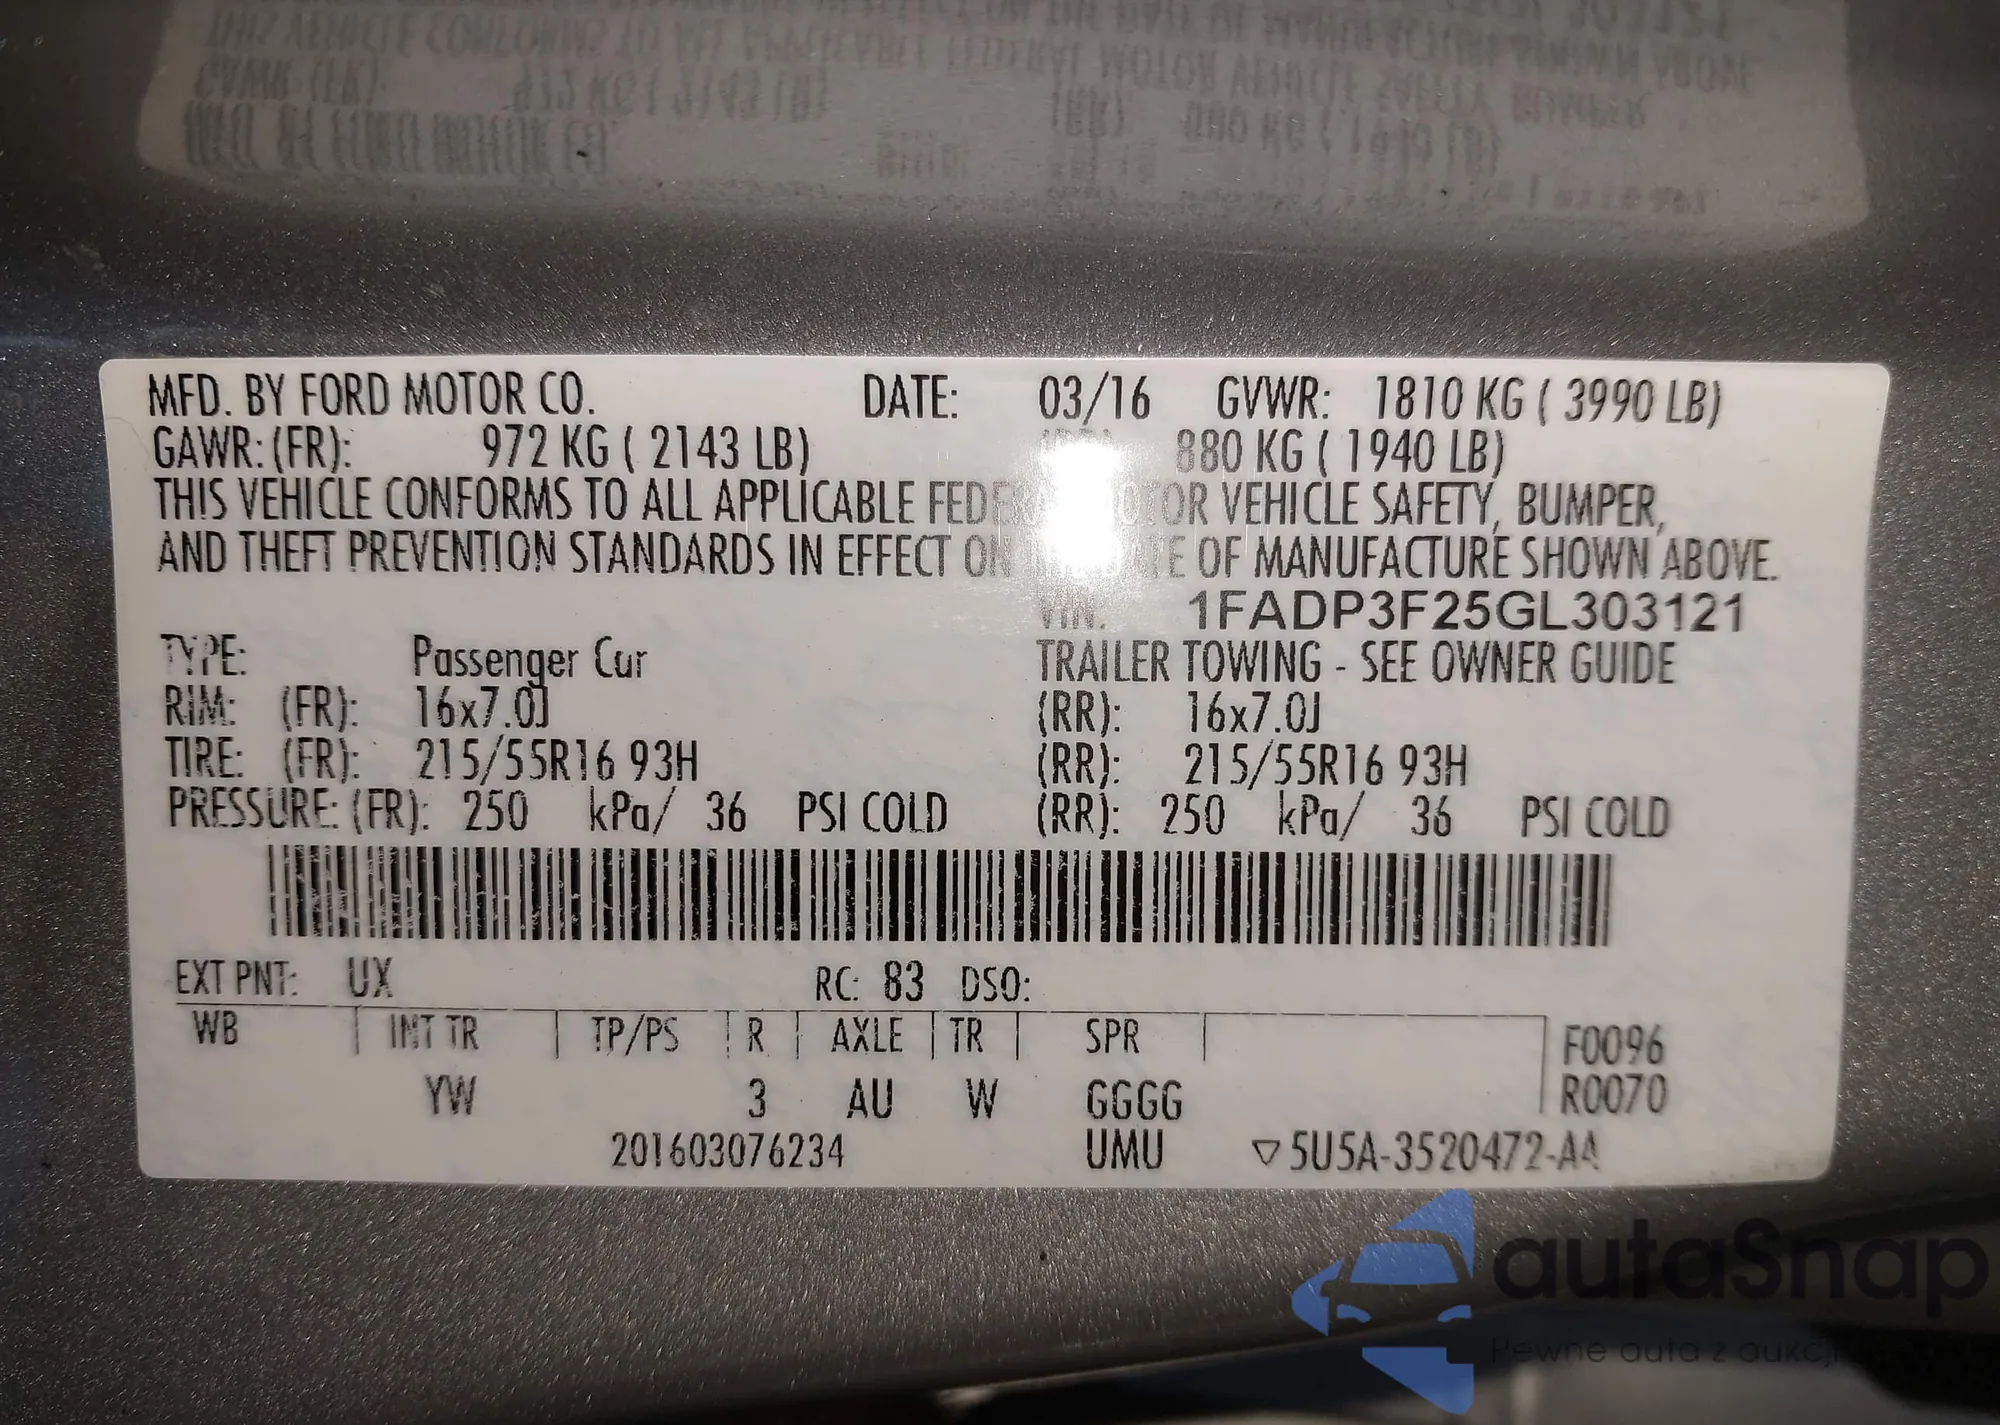 MFD. BY FORD MOTOR CO. DATE: 03/16 GVWR: 1810 KG ( 3990 LB)
GAWR: (FR): 972 KG ( 2143 LB) 880 KG ( 1940 LB)
THIS VEHICLE CONFORMS TO ALL APPLICABLE VEHICLE SAFETY, BUMPER,
AND THEFT PREVENTION STANDARDS IN EFFECT ON OF MANUFACTURE SHOWN ABOVE.
VIN: 1FADP3F25GL303121
TYPE: Passenger Car TRAILER TOWING - SEE OWNER GUIDE
RIM: (FR): 16x7.0J (RR): 16x7.0J
TIRE: (FR): 215/55R16 93H (RR): 215/55R16 93H
PRESSURE: (FR): 250 kPa/ 36 PSI COLD (RR): 250 kPa/ 36 PSI COLD
EXT PNT: UX RC: 83 DSO:
WB INT TR TP/PS R AXLE TR SPR F0096
YW 3 AU W GGGG R0070
201603076234 UMU ▽5U5A-3520472-AA
autaSnap
Pewne auta z